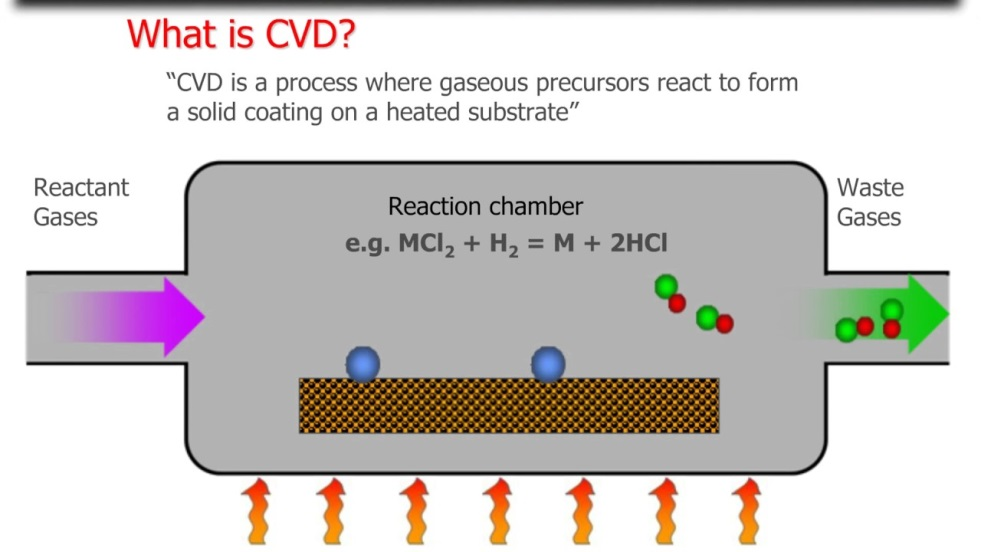 What is CVD?
“CVD is a process where gaseous precursors react to form
a solid coating on a heated substrate”
Reactant
Gases
Reaction chamber
e.g. MCl₂ + H₂ = M + 2HCl
Waste
Gases